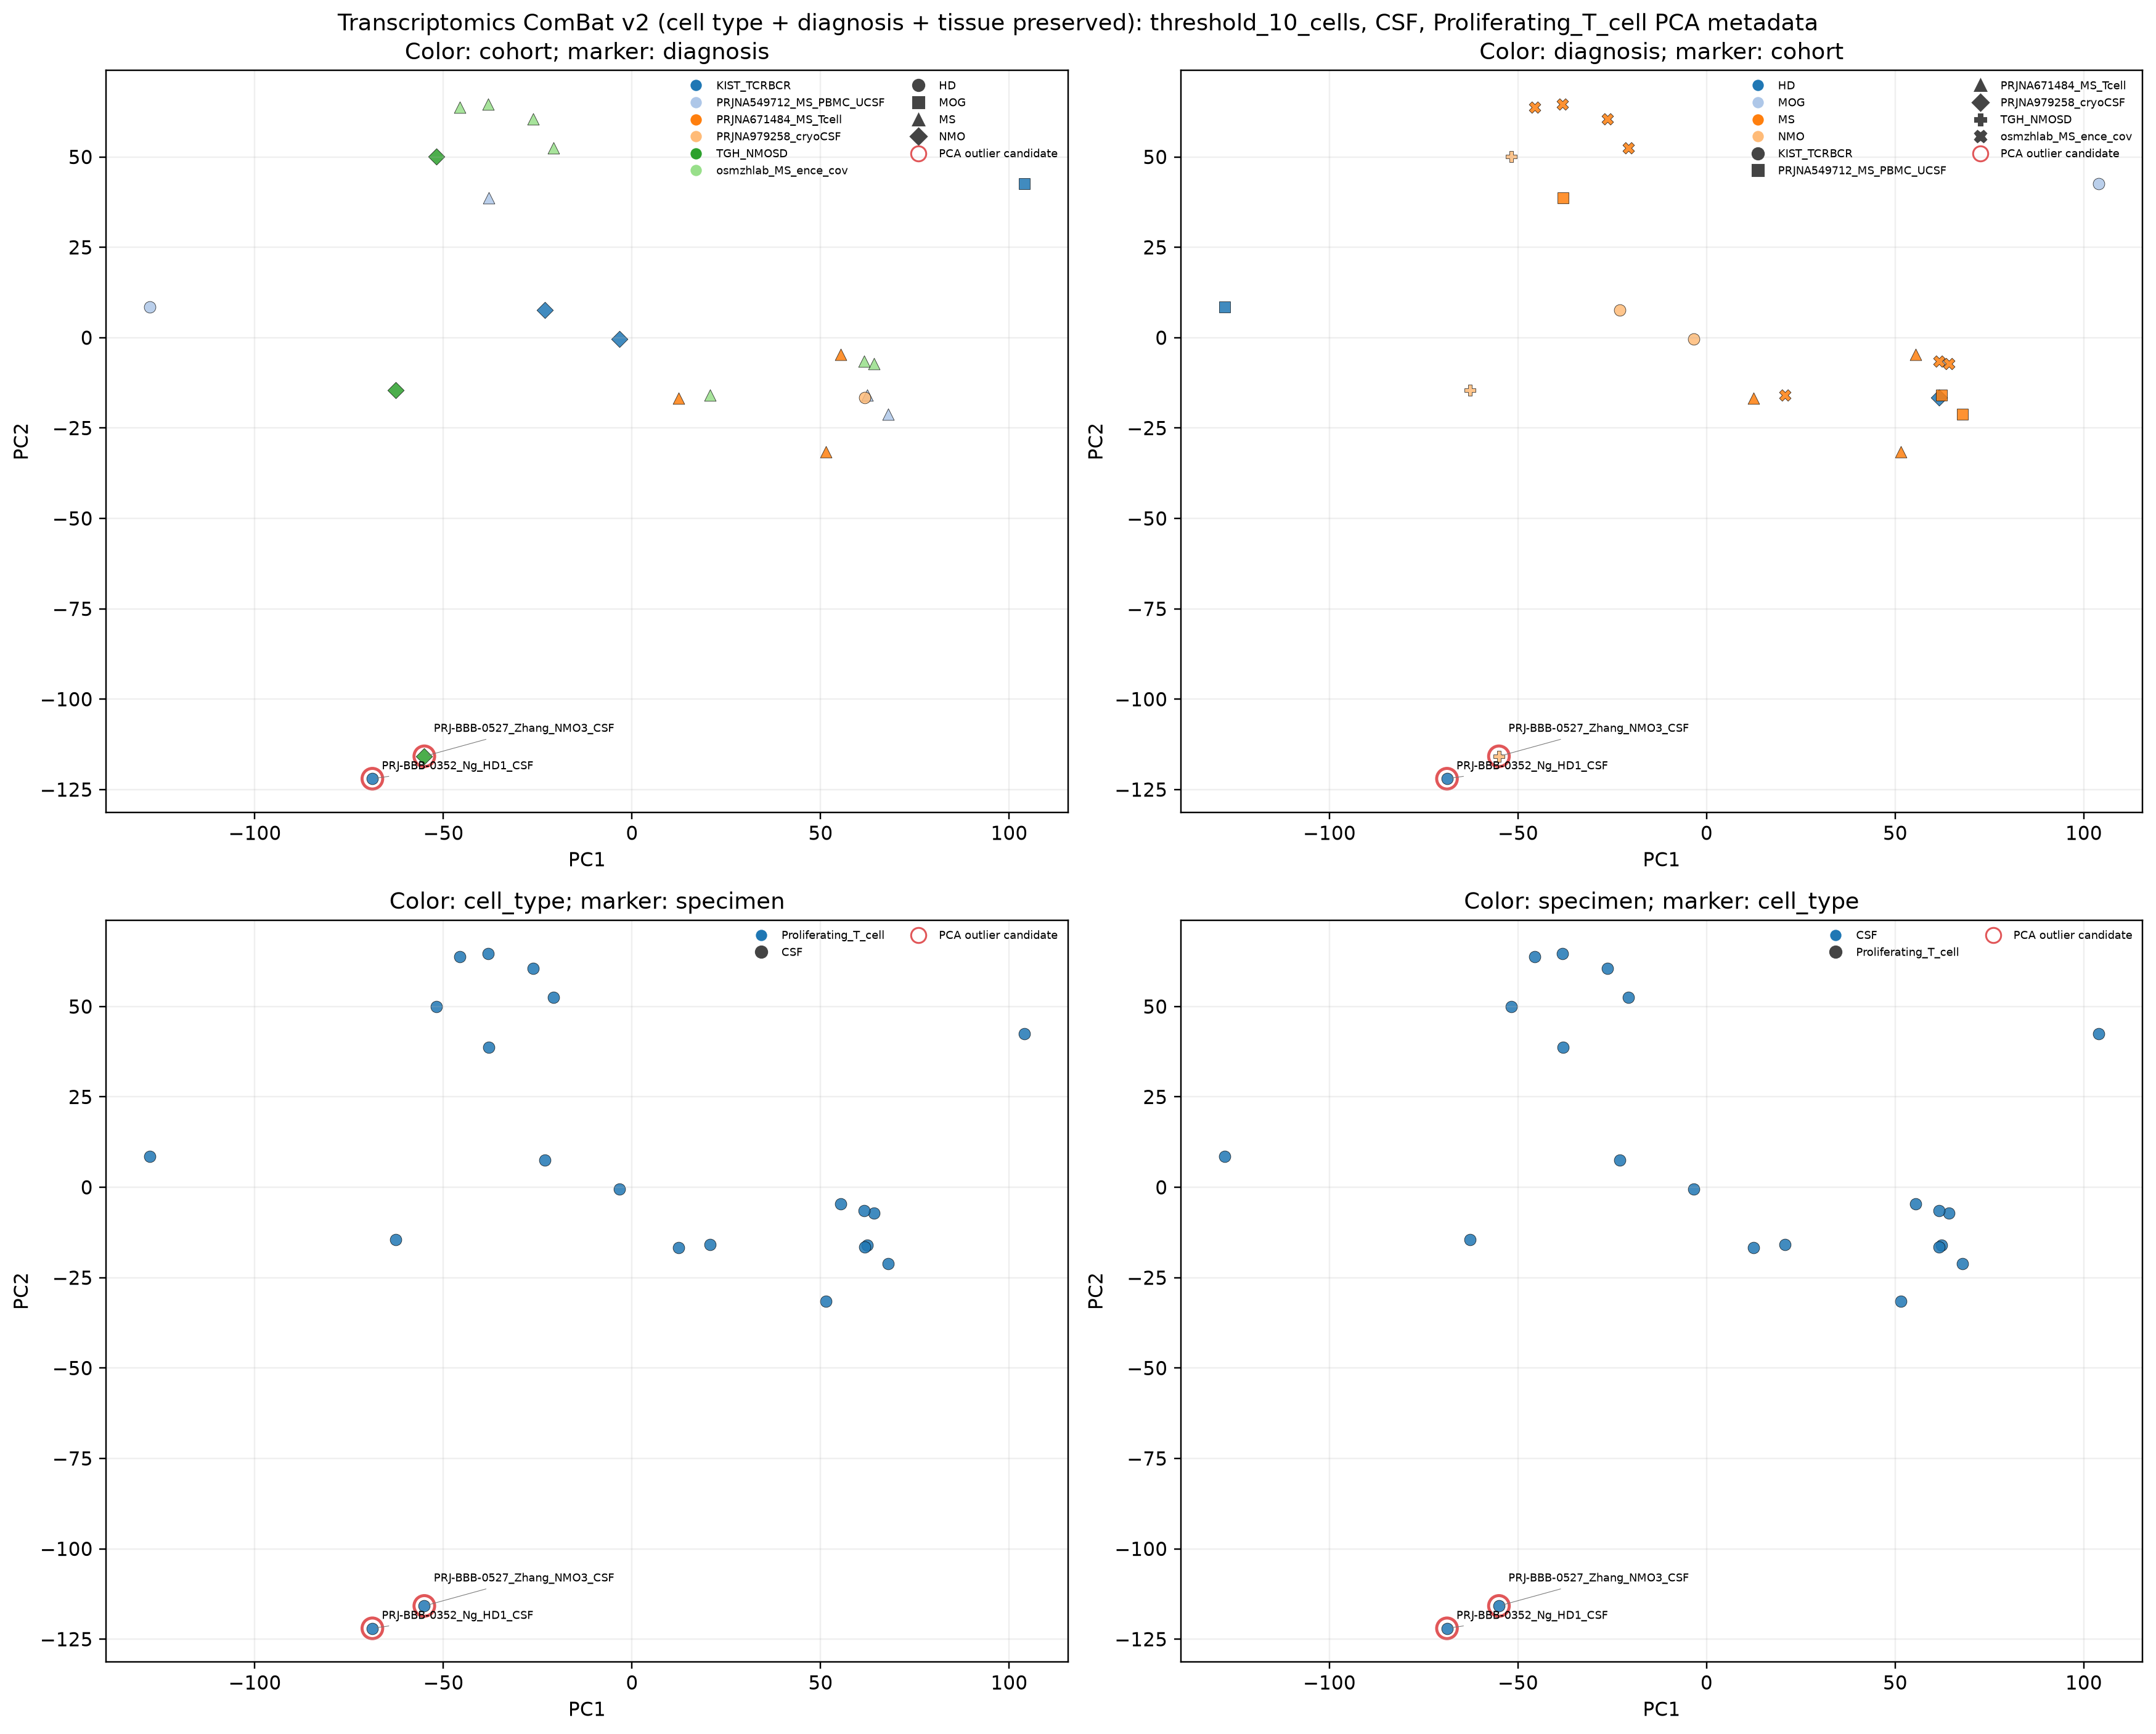 Transcriptomics ComBat v2 (cell type + diagnosis + tissue preserved): threshold_10_cells, CSF, Proliferating_T_cell PCA metadata
Color: cohort; marker: diagnosis
KIST_TCRBCR
PRJNA549712_MS_PBMC_UCSF
PRJNA671484_MS_Tcell
PRJNA979258_cryoCSF
TGH_NMOSD
osmzhlab_MS_ence_cov
HD
MOG
MS
NMO
PCA outlier candidate
50
25
0
−25
−50
−75
−100
−125
PC2
PRJ-BBB-0527_Zhang_NMO3_CSF
PRJ-BBB-0352_Ng_HD1_CSF
−100
−50
0
50
100
PC1
Color: diagnosis; marker: cohort
HD
MOG
MS
NMO
KIST_TCRBCR
PRJNA549712_MS_PBMC_UCSF
PRJNA671484_MS_Tcell
PRJNA979258_cryoCSF
TGH_NMOSD
osmzhlab_MS_ence_cov
PCA outlier candidate
50
25
0
−25
−50
−75
−100
−125
PC2
PRJ-BBB-0527_Zhang_NMO3_CSF
PRJ-BBB-0352_Ng_HD1_CSF
−100
−50
0
50
100
PC1
Color: cell_type; marker: specimen
Proliferating_T_cell
CSF
PCA outlier candidate
50
25
0
−25
−50
−75
−100
−125
PC2
PRJ-BBB-0527_Zhang_NMO3_CSF
PRJ-BBB-0352_Ng_HD1_CSF
−100
−50
0
50
100
PC1
Color: specimen; marker: cell_type
CSF
Proliferating_T_cell
PCA outlier candidate
50
25
0
−25
−50
−75
−100
−125
PC2
PRJ-BBB-0527_Zhang_NMO3_CSF
PRJ-BBB-0352_Ng_HD1_CSF
−100
−50
0
50
100
PC1